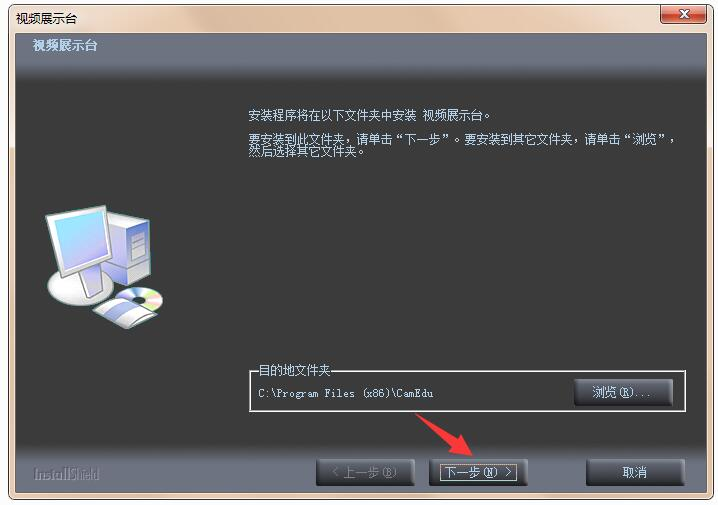 视频展示台
视频展示台
安装程序将在以下文件夹中安装 视频展示台。
要安装到此文件夹，请单击“下一步”。要安装到其它文件夹，请单击“浏览”，
然后选择其它文件夹。
目的地文件夹
C:\Program Files (x86)\CamEdu
浏览(R)...
InstallShield
< 上一步(B)
下一步(N) >
取消